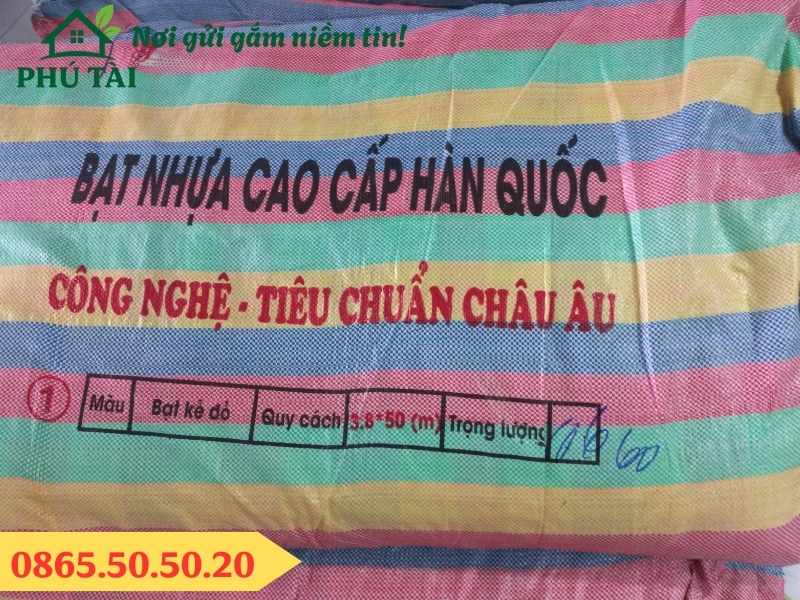 PHÚ TÀI
Nơi gửi gắm niềm tin!
BẠT NHỰA CAO CẤP HÀN QUỐC
CÔNG NGHỆ - TIÊU CHUẨN CHÂU ÂU
1 Màu Bạt kẻ đỏ Quy cách 3.8*50 (m) Trọng lượng
0865.50.50.20